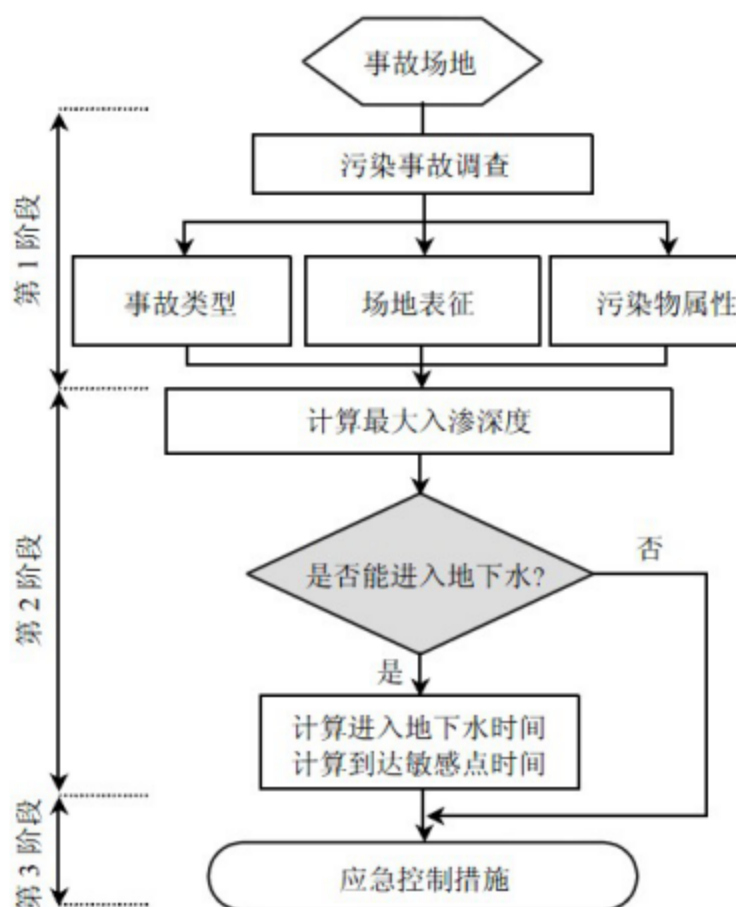 事故场地
污染事故调查
第1阶段
事故类型
场地表征
污染物属性
计算最大入渗深度
第2阶段
是否能进入地下水?
否
是
计算进入地下水时间
计算到达敏感点时间
第3阶段
应急控制措施